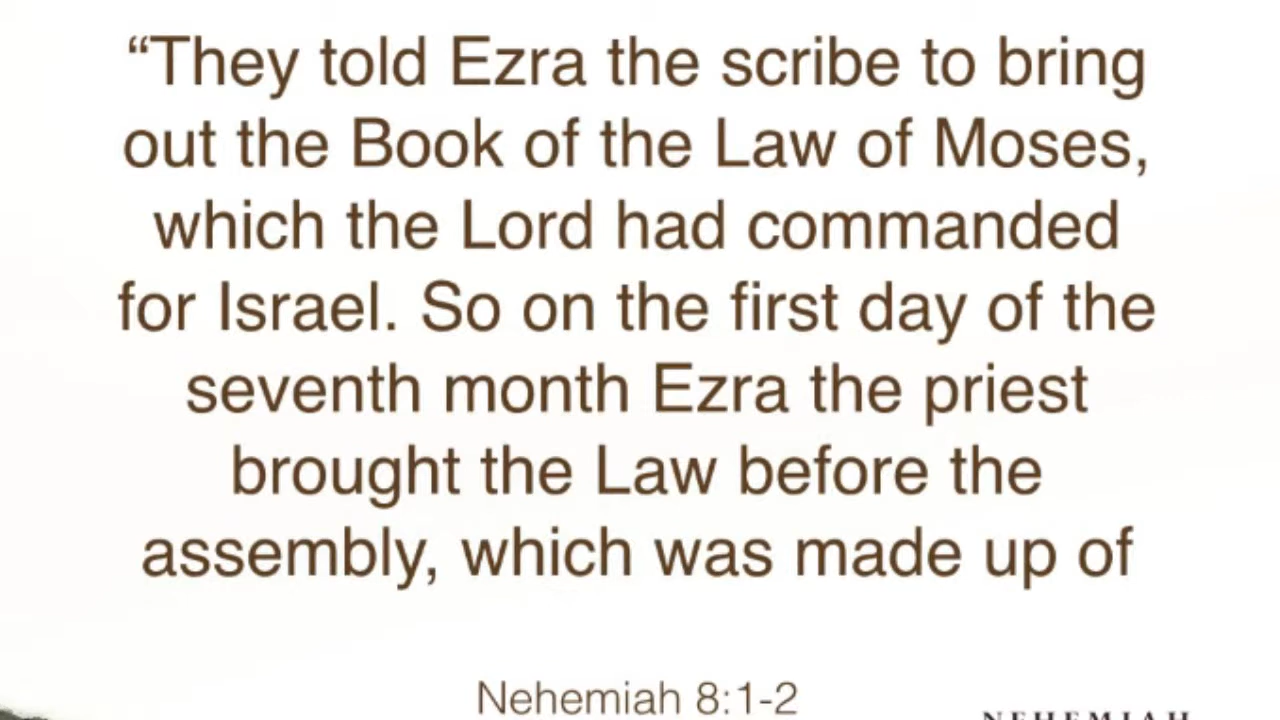 “They told Ezra the scribe to bring
out the Book of the Law of Moses,
which the Lord had commanded
for Israel. So on the first day of the
seventh month Ezra the priest
brought the Law before the
assembly, which was made up of
Nehemiah 8:1-2
NEHEMIAH